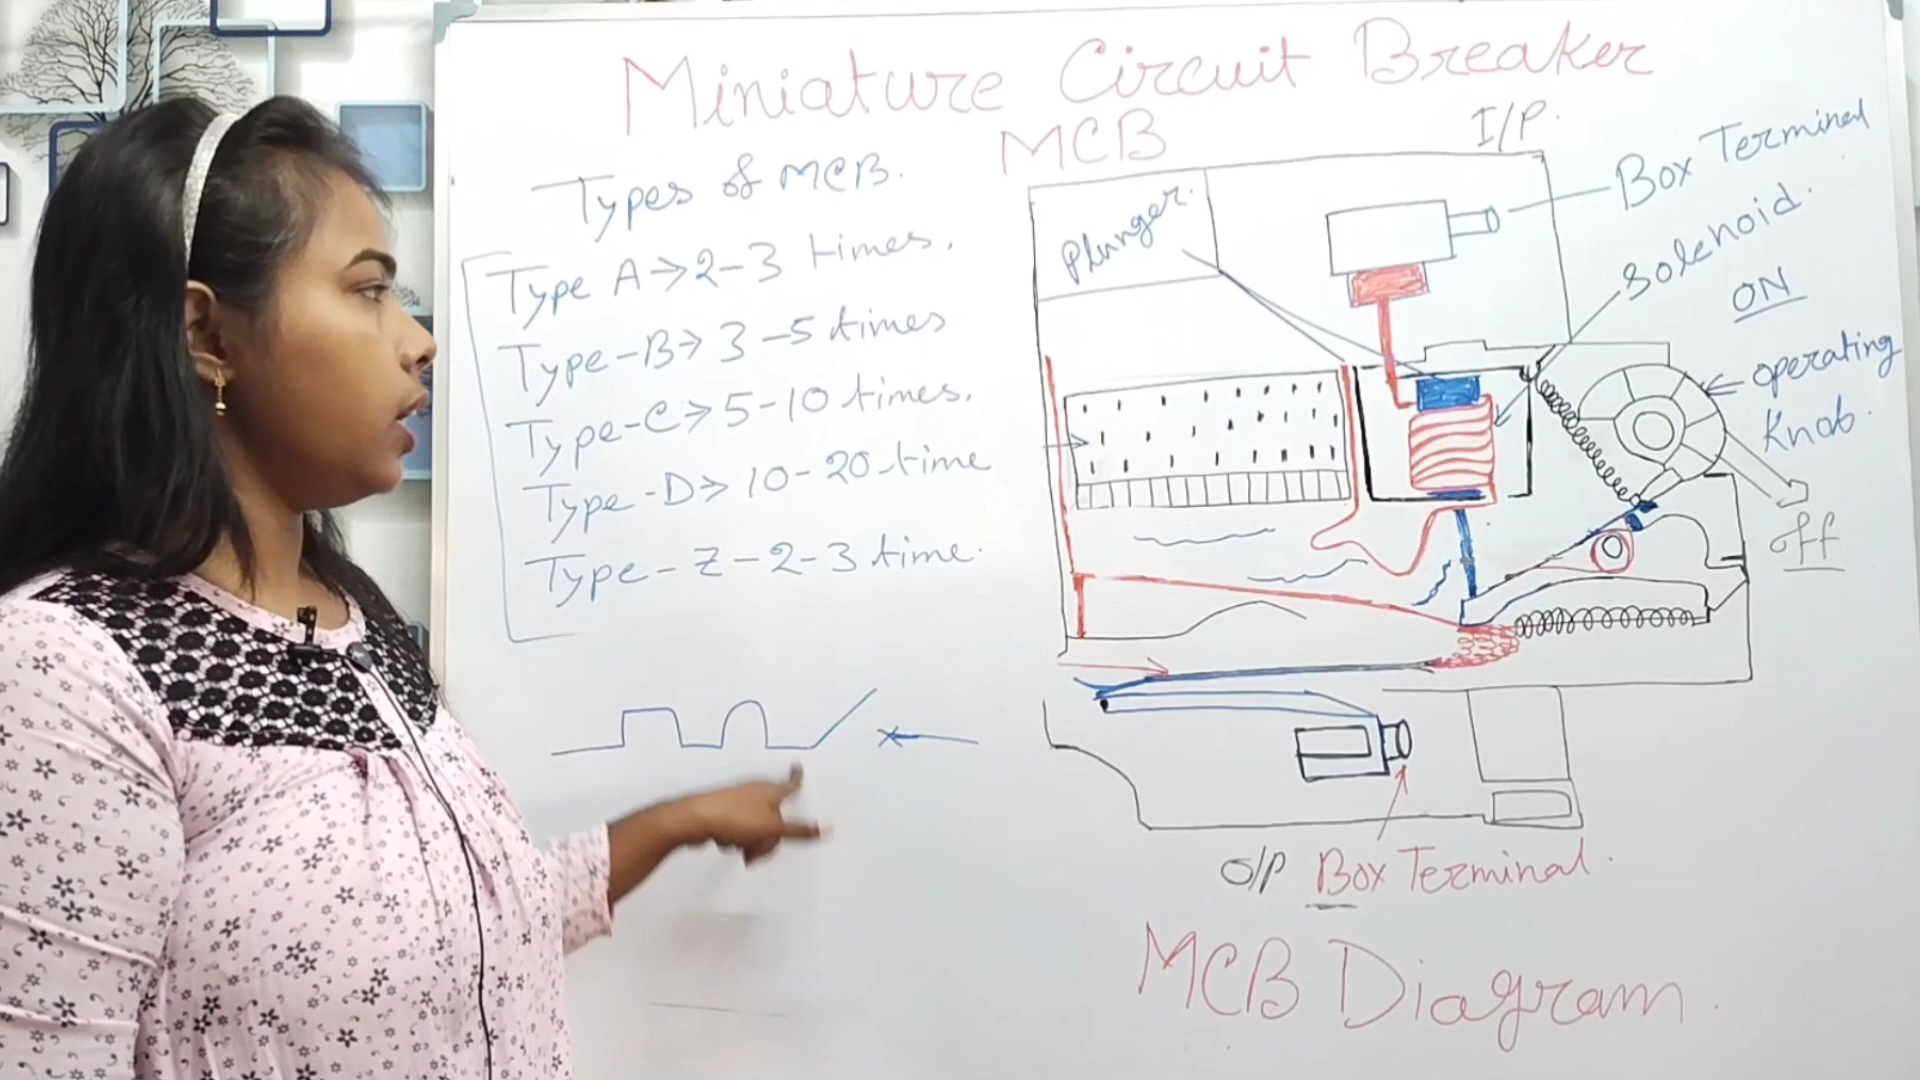 Miniature Circuit Breaker
MCB
Types of MCB.
Type A → 2-3 times.
Type-B → 3-5 times
Type-C → 5-10 times.
Type-D → 10-20 time
Type-Z-2-3 time.
I/P.
Plunger.
Box Terminal
Solenoid.
ON
operating
Knob.
off
O/P Box Terminal.
MCB Diagram.